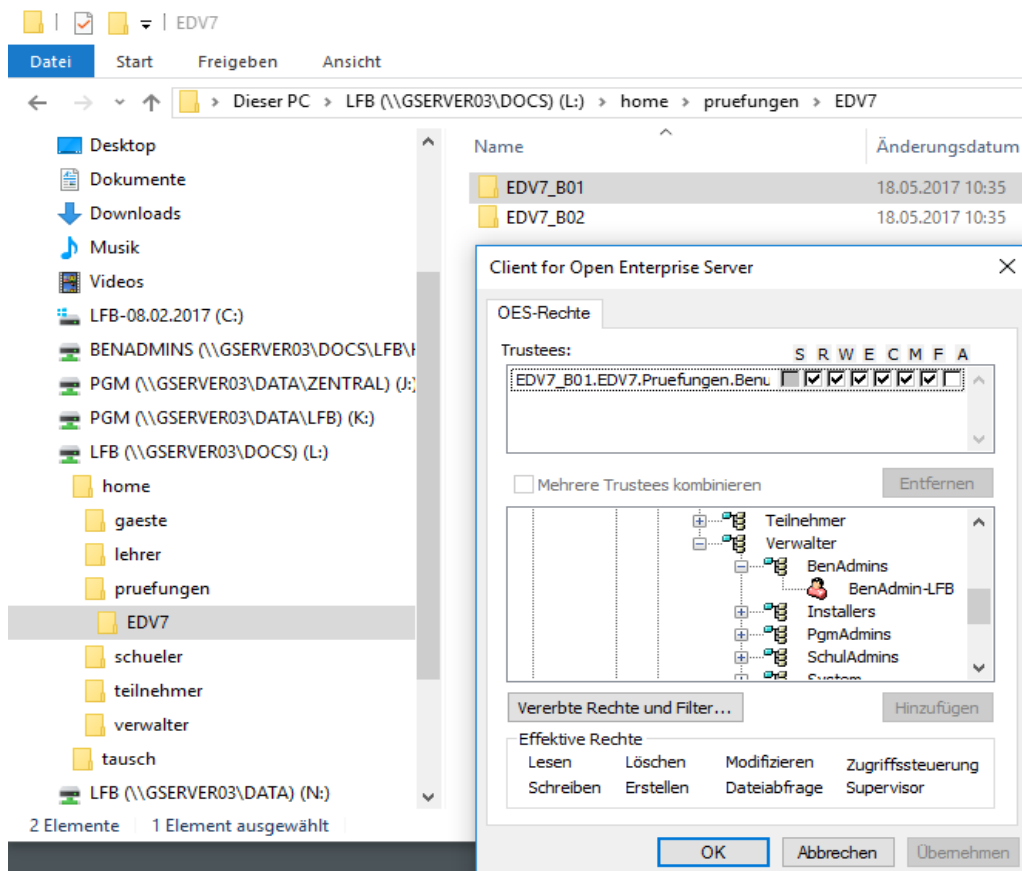 EDV7
Datei Start Freigeben Ansicht
Dieser PC > LFB (\\GSERVER03\DOCS) (L:) > home > pruefungen > EDV7
Desktop
Dokumente
Downloads
Musik
Videos
LFB-08.02.2017 (C:)
BENADMINS (\\GSERVER03\DOCS\LFB\
PGM (\\GSERVER03\DATA\ZENTRAL) (J:)
PGM (\\GSERVER03\DATA\LFB) (K:)
LFB (\\GSERVER03\DOCS) (L:)
home
gaeste
lehrer
pruefungen
EDV7
schueler
teilnehmer
verwalter
tausch
LFB (\\GSERVER03\DATA) (N:)
2 Elemente 1 Element ausgewählt
Name Änderungsdatum
EDV7_B01 18.05.2017 10:35
EDV7_B02 18.05.2017 10:35
Client for Open Enterprise Server
OES-Rechte
Trustees: S R W E C M F A
EDV7_B01.EDV7.Pruefungen.Benu
Mehrere Trustees kombinieren Entfernen
Teilnehmer
Verwalter
BenAdmins
BenAdmin-LFB
Installers
PgmAdmins
SchulAdmins
System
Vererbte Rechte und Filter... Hinzufügen
Effektive Rechte
Lesen Löschen Modifizieren Zugriffssteuerung
Schreiben Erstellen Dateiabfrage Supervisor
OK Abbrechen Übernehmen